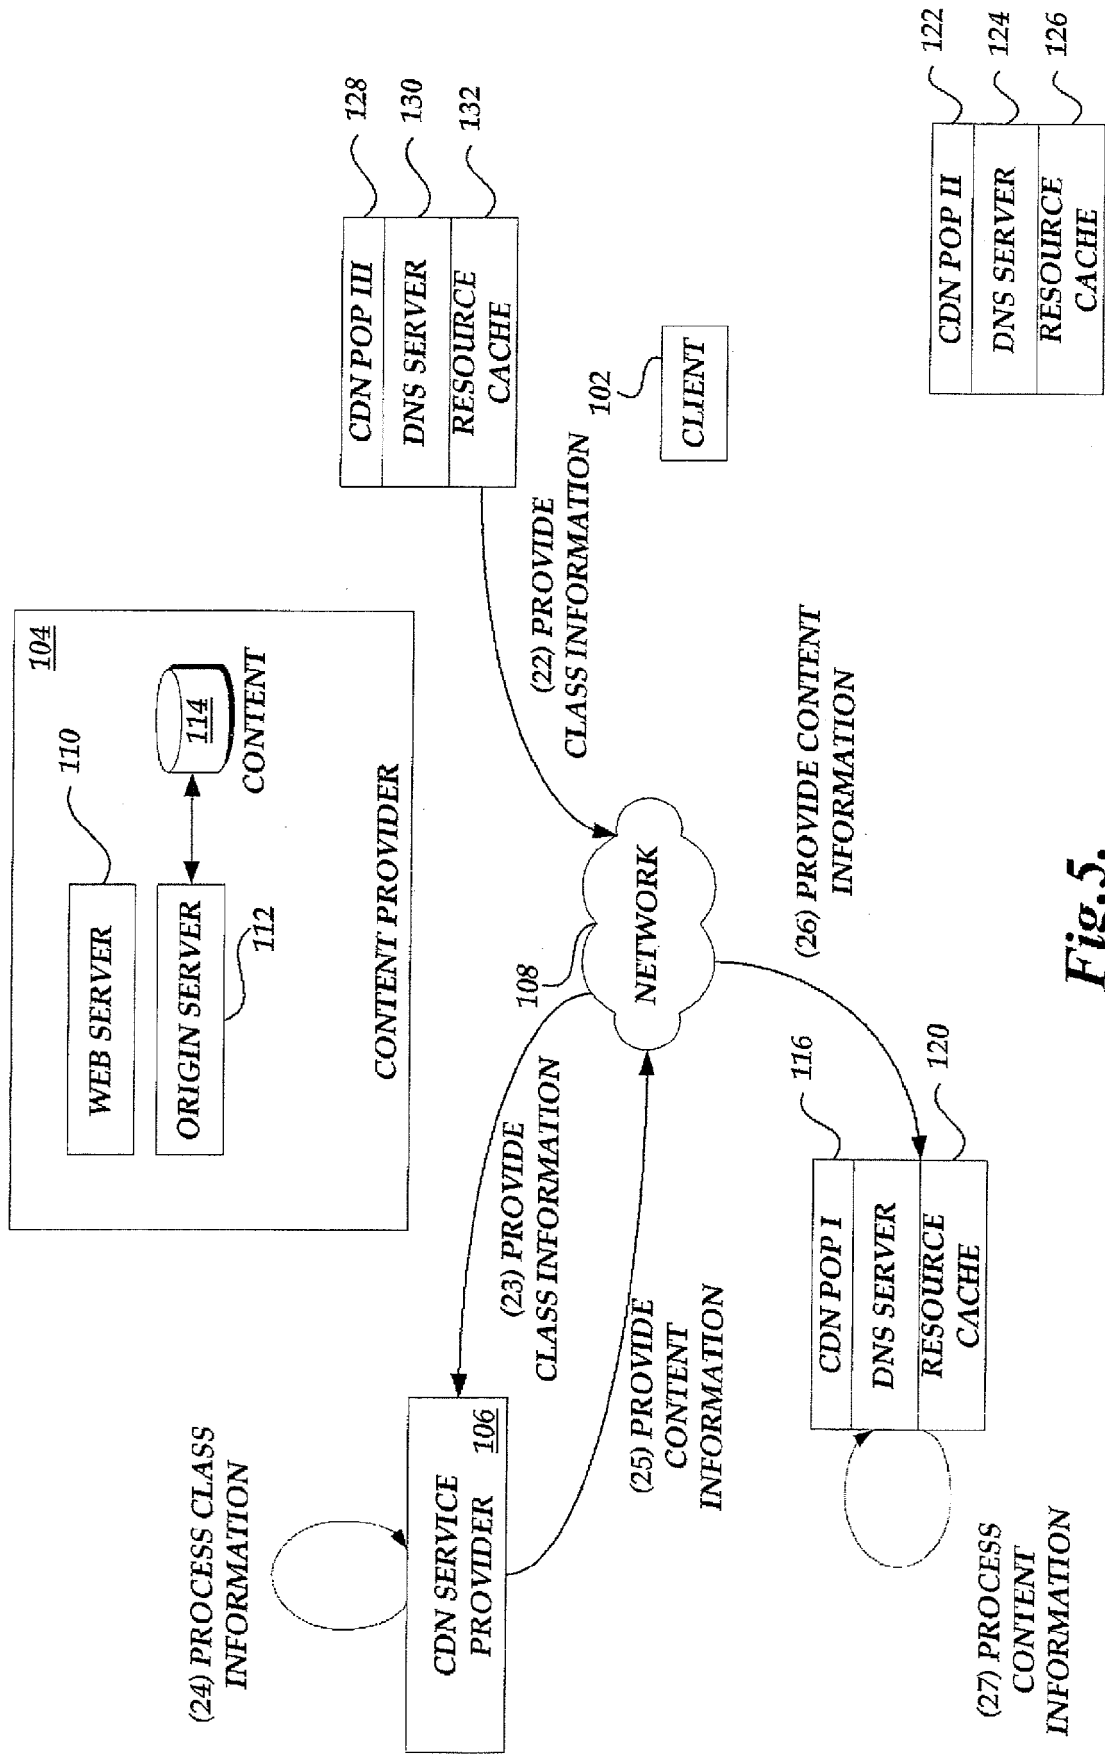 (24) PROCESS CLASS
INFORMATION
CDN SERVICE
PROVIDER
106
104
WEB SERVER
110
ORIGIN SERVER
112
114
CONTENT
CONTENT PROVIDER
(23) PROVIDE
CLASS INFORMATION
(25) PROVIDE
CONTENT
INFORMATION
108
NETWORK
(22) PROVIDE
CLASS INFORMATION
CDN POP III
DNS SERVER
RESOURCE
CACHE
128
130
132
102
CLIENT
(26) PROVIDE CONTENT
INFORMATION
CDN POP I
DNS SERVER
RESOURCE
CACHE
116
120
(27) PROCESS
CONTENT
INFORMATION
CDN POP II
DNS SERVER
RESOURCE
CACHE
122
124
126
Fig.5.